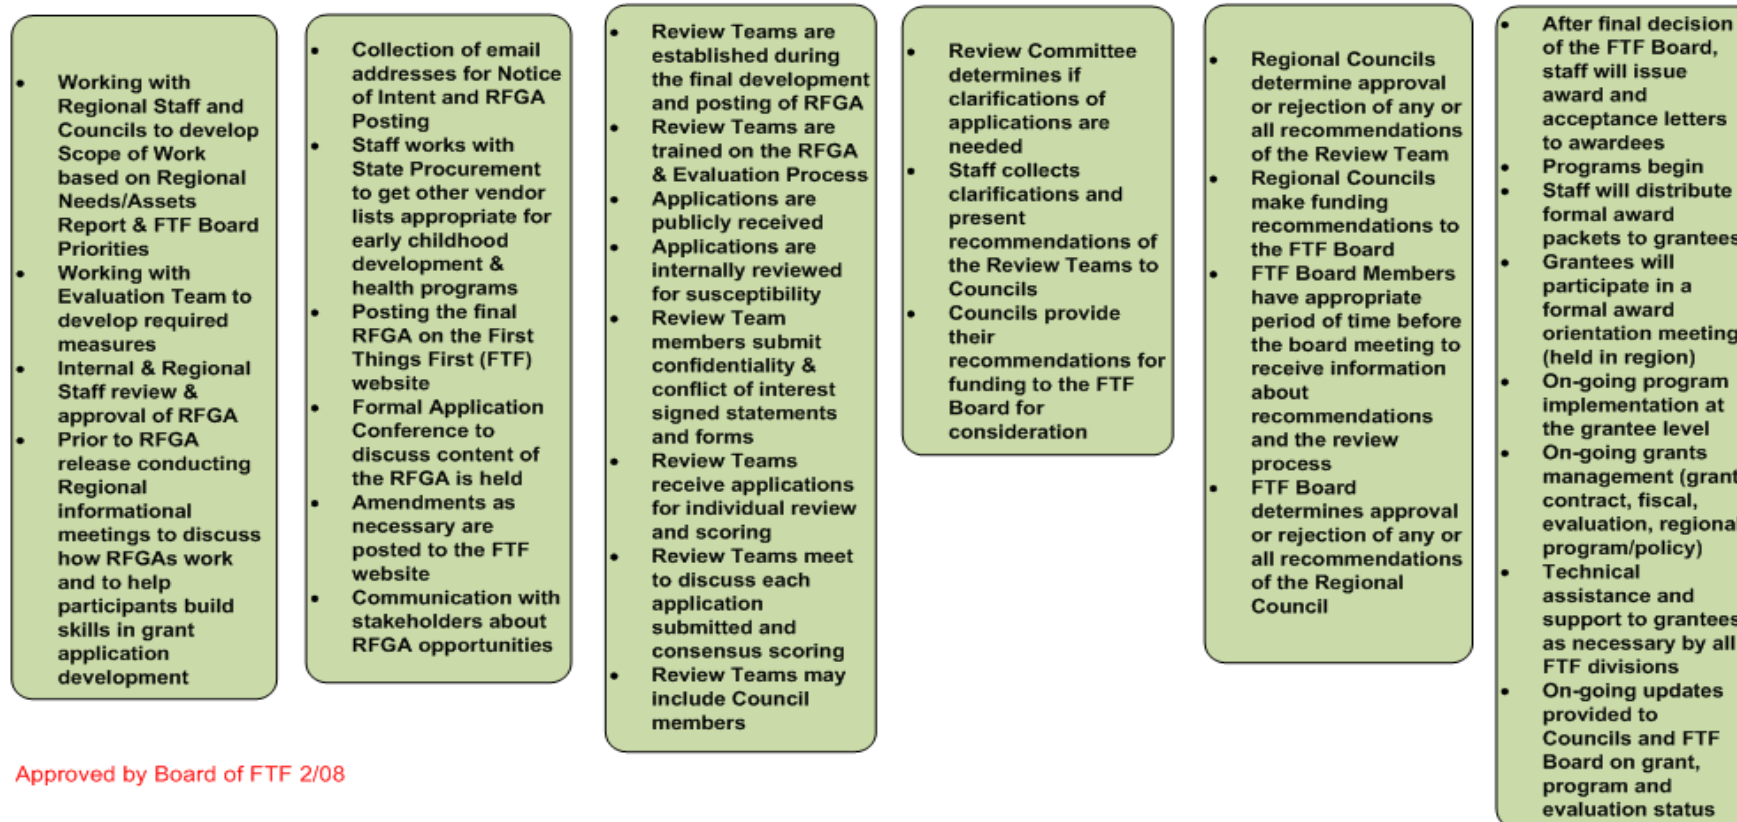 • Working with
Regional Staff and
Councils to develop
Scope of Work
based on Regional
Needs/Assets
Report & FTF Board
Priorities
• Working with
Evaluation Team to
develop required
measures
• Internal & Regional
Staff review &
approval of RFGA
• Prior to RFGA
release conducting
Regional
informational
meetings to discuss
how RFGAs work
and to help
participants build
skills in grant
application
development
• Collection of email
addresses for Notice
of Intent and RFGA
Posting
• Staff works with
State Procurement
to get other vendor
lists appropriate for
early childhood
development &
health programs
• Posting the final
RFGA on the First
Things First (FTF)
website
• Formal Application
Conference to
discuss content of
the RFGA is held
• Amendments as
necessary are
posted to the FTF
website
• Communication with
stakeholders about
RFGA opportunities
• Review Teams are
established during
the final development
and posting of RFGA
• Review Teams are
trained on the RFGA
& Evaluation Process
• Applications are
publicly received
• Applications are
internally reviewed
for susceptibility
• Review Team
members submit
confidentiality &
conflict of interest
signed statements
and forms
• Review Teams
receive applications
for individual review
and scoring
• Review Teams meet
to discuss each
application
submitted and
consensus scoring
• Review Teams may
include Council
members
• Review Committee
determines if
clarifications of
applications are
needed
• Staff collects
clarifications and
present
recommendations of
the Review Teams to
Councils
• Councils provide
their
recommendations for
funding to the FTF
Board for
consideration
• Regional Councils
determine approval
or rejection of any or
all recommendations
of the Review Team
• Regional Councils
make funding
recommendations to
the FTF Board
• FTF Board Members
have appropriate
period of time before
the board meeting to
receive information
about
recommendations
and the review
process
• FTF Board
determines approval
or rejection of any or
all recommendations
of the Regional
Council
• After final decision
of the FTF Board,
staff will issue
award and
acceptance letters
to awardees
• Programs begin
• Staff will distribute
formal award
packets to grantees
• Grantees will
participate in a
formal award
orientation meeting
(held in region)
• On-going program
implementation at
the grantee level
• On-going grants
management (grant
contract, fiscal,
evaluation, regional
program/policy)
• Technical
assistance and
support to grantees
as necessary by all
FTF divisions
• On-going updates
provided to
Councils and FTF
Board on grant,
program and
evaluation status
Approved by Board of FTF 2/08